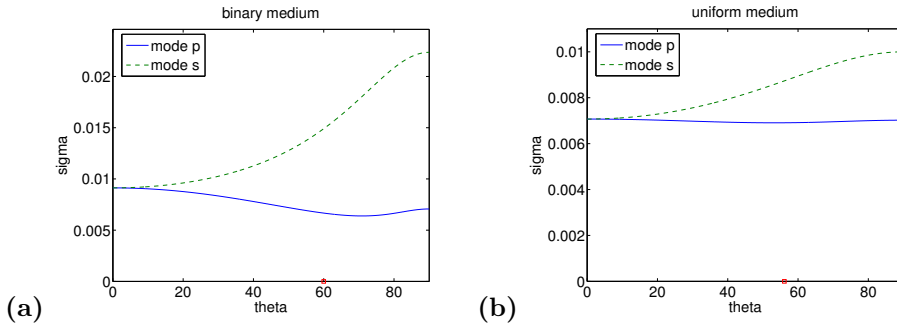 binary medium
mode p
mode s
sigma
0.02
0.015
0.01
0.005
0
0 20 40 60 80
theta
(a)
uniform medium
mode p
mode s
sigma
0.01
0.008
0.006
0.004
0.002
0
0 20 40 60 80
theta
(b)